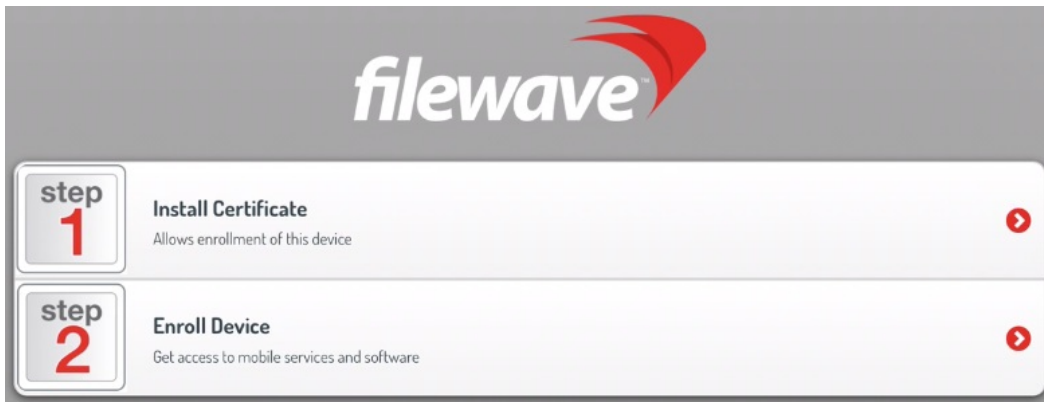 filewave™
step
1
Install Certificate
Allows enrollment of this device
step
2
Enroll Device
Get access to mobile services and software